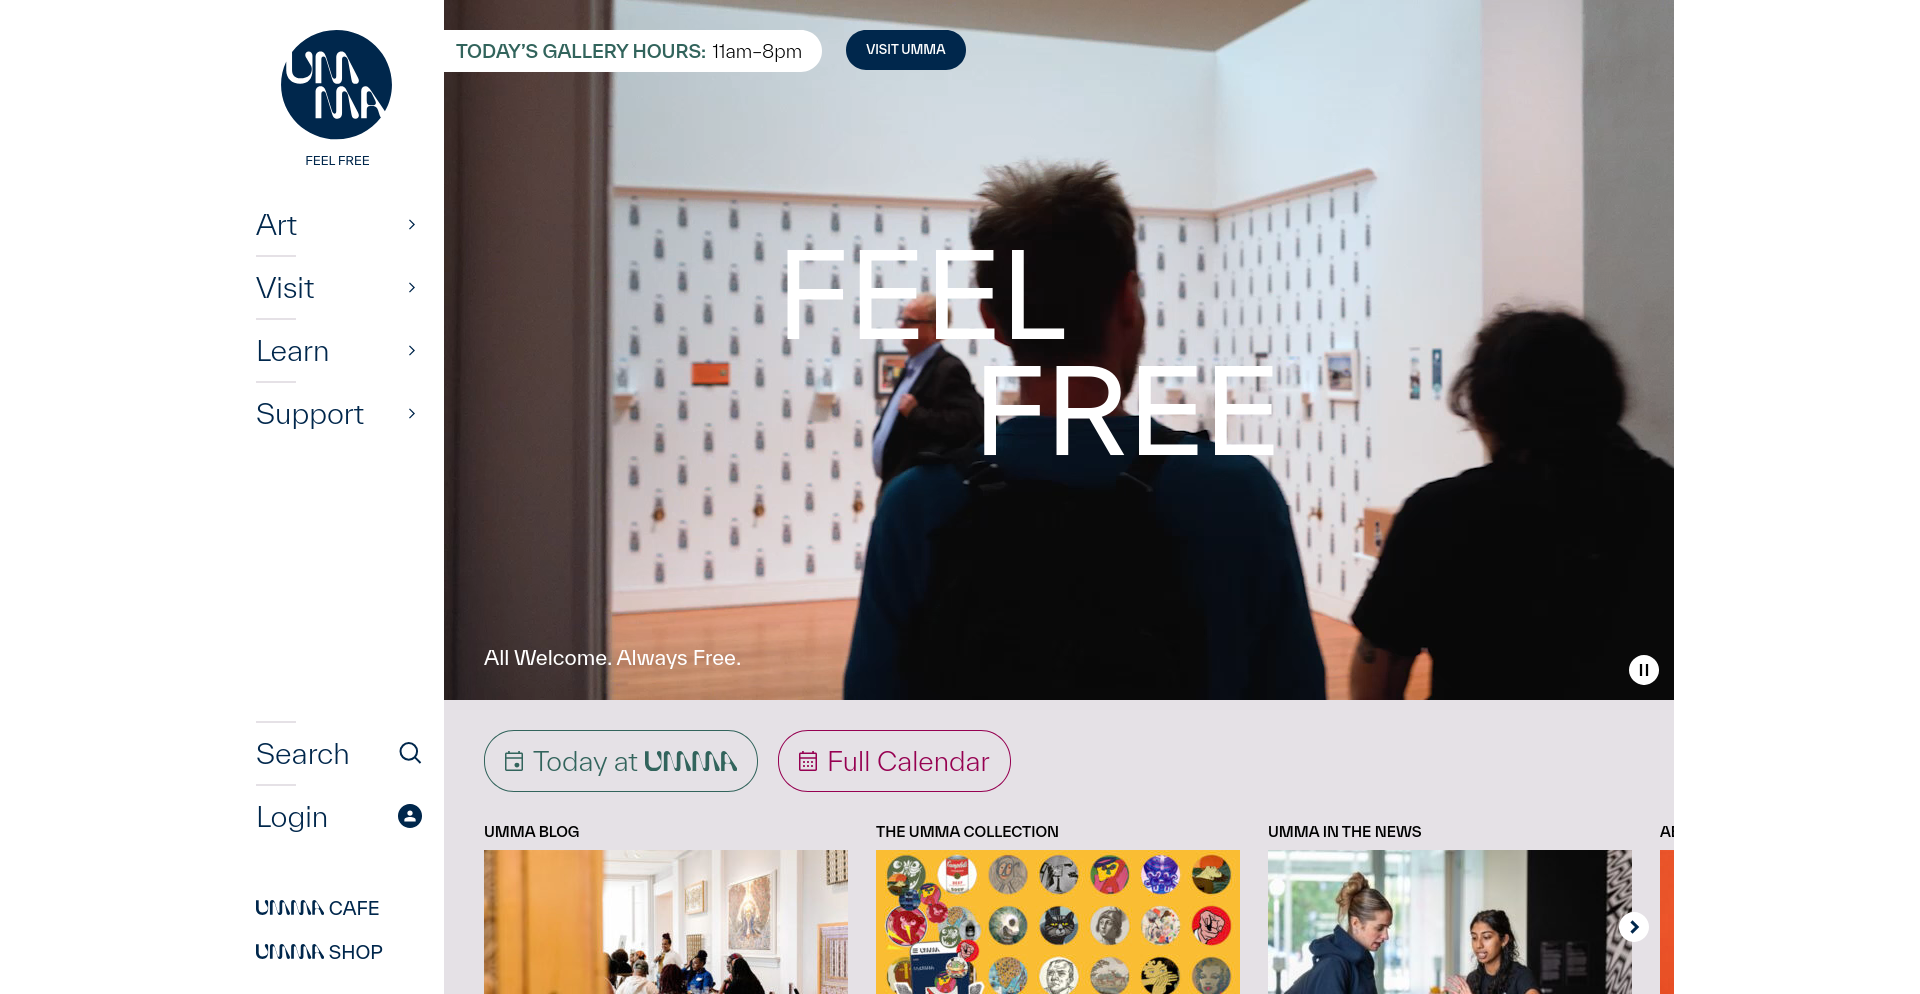 UMMA
FEEL FREE
Art
Visit
Learn
Support
Search
Login
UMMA CAFE
UMMA SHOP
TODAY'S GALLERY HOURS: 11am–8pm
VISIT UMMA
FEEL
FREE
All Welcome. Always Free.
Today at UMMA
Full Calendar
UMMA BLOG
THE UMMA COLLECTION
UMMA IN THE NEWS